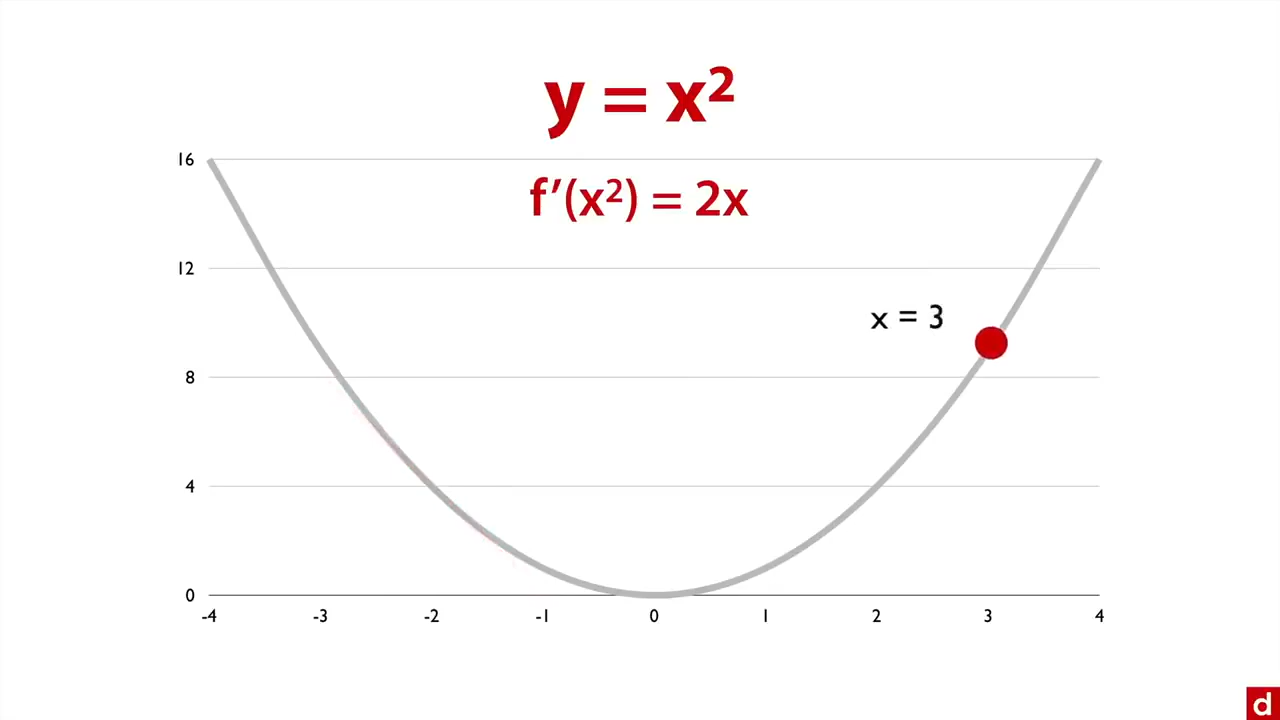 y = x²
16
f′(x²) = 2x
12
x = 3
8
4
0
-4 -3 -2 -1 0 1 2 3 4
d